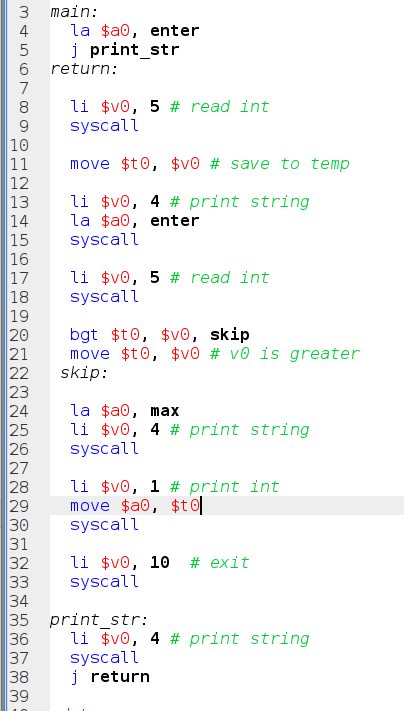 3 main:
4 la $a0, enter
5 j print_str
6 return:
7
8 li $v0, 5 # read int
9 syscall
10
11 move $t0, $v0 # save to temp
12
13 li $v0, 4 # print string
14 la $a0, enter
15 syscall
16
17 li $v0, 5 # read int
18 syscall
19
20 bgt $t0, $v0, skip
21 move $t0, $v0 # v0 is greater
22 skip:
23
24 la $a0, max
25 li $v0, 4 # print string
26 syscall
27
28 li $v0, 1 # print int
29 move $a0, $t0
30 syscall
31
32 li $v0, 10 # exit
33 syscall
34
35 print_str:
36 li $v0, 4 # print string
37 syscall
38 j return
39